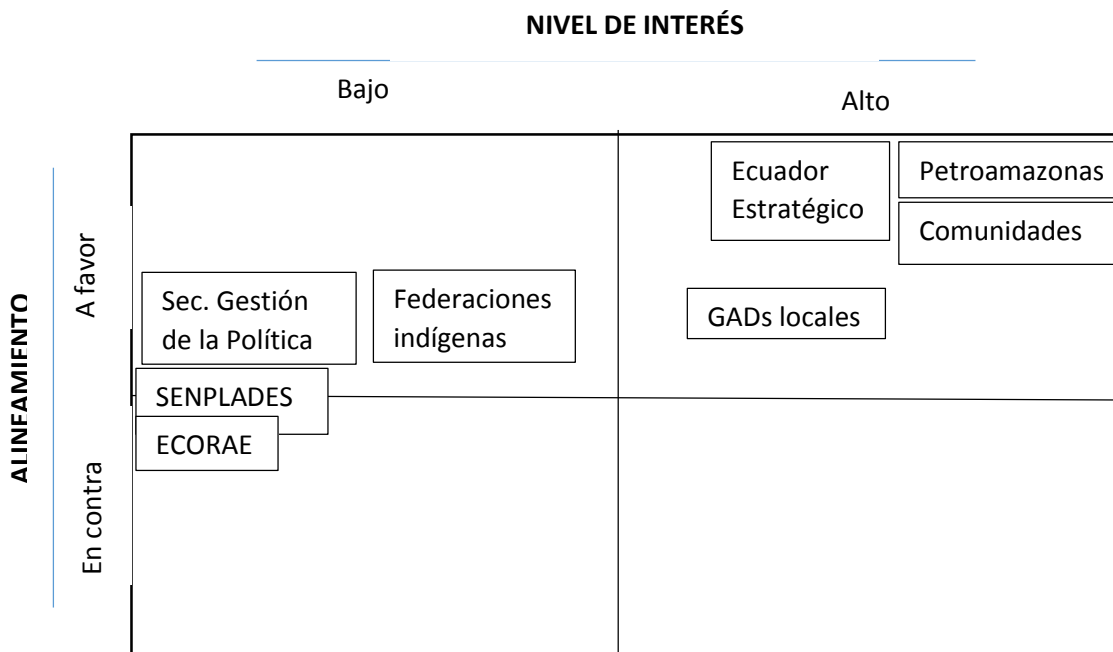 NIVEL DE INTERÉS
Bajo
Alto
ALINEAMIENTO
A favor
En contra
Ecuador
Estratégico
Petroamazonas
Comunidades
Sec. Gestión
de la Política
Federaciones
indígenas
GADs locales
SENPLADES
ECORAE